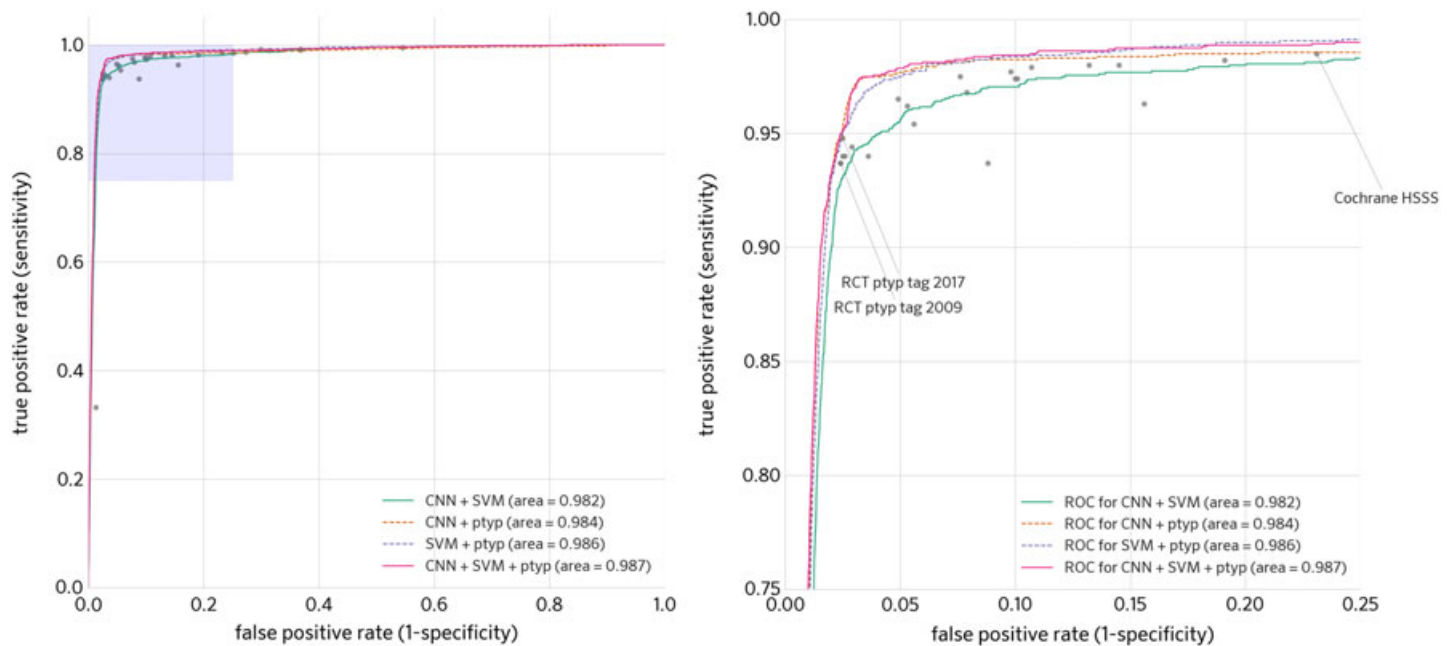 true positive rate (sensitivity)
1.0
0.8
0.6
0.4
0.2
0.0
CNN + SVM (area = 0.982)
CNN + ptyp (area = 0.984)
SVM + ptyp (area = 0.986)
CNN + SVM + ptyp (area = 0.987)
0.0 0.2 0.4 0.6 0.8 1.0
false positive rate (1-specificity)
true positive rate (sensitivity)
1.00
0.95
0.90
0.85
0.80
0.75
Cochrane HSSS
RCT ptyp tag 2017
RCT ptyp tag 2009
ROC for CNN + SVM (area = 0.982)
ROC for CNN + ptyp (area = 0.984)
ROC for SVM + ptyp (area = 0.986)
ROC for CNN + SVM + ptyp (area = 0.987)
0.00 0.05 0.10 0.15 0.20 0.25
false positive rate (1-specificity)